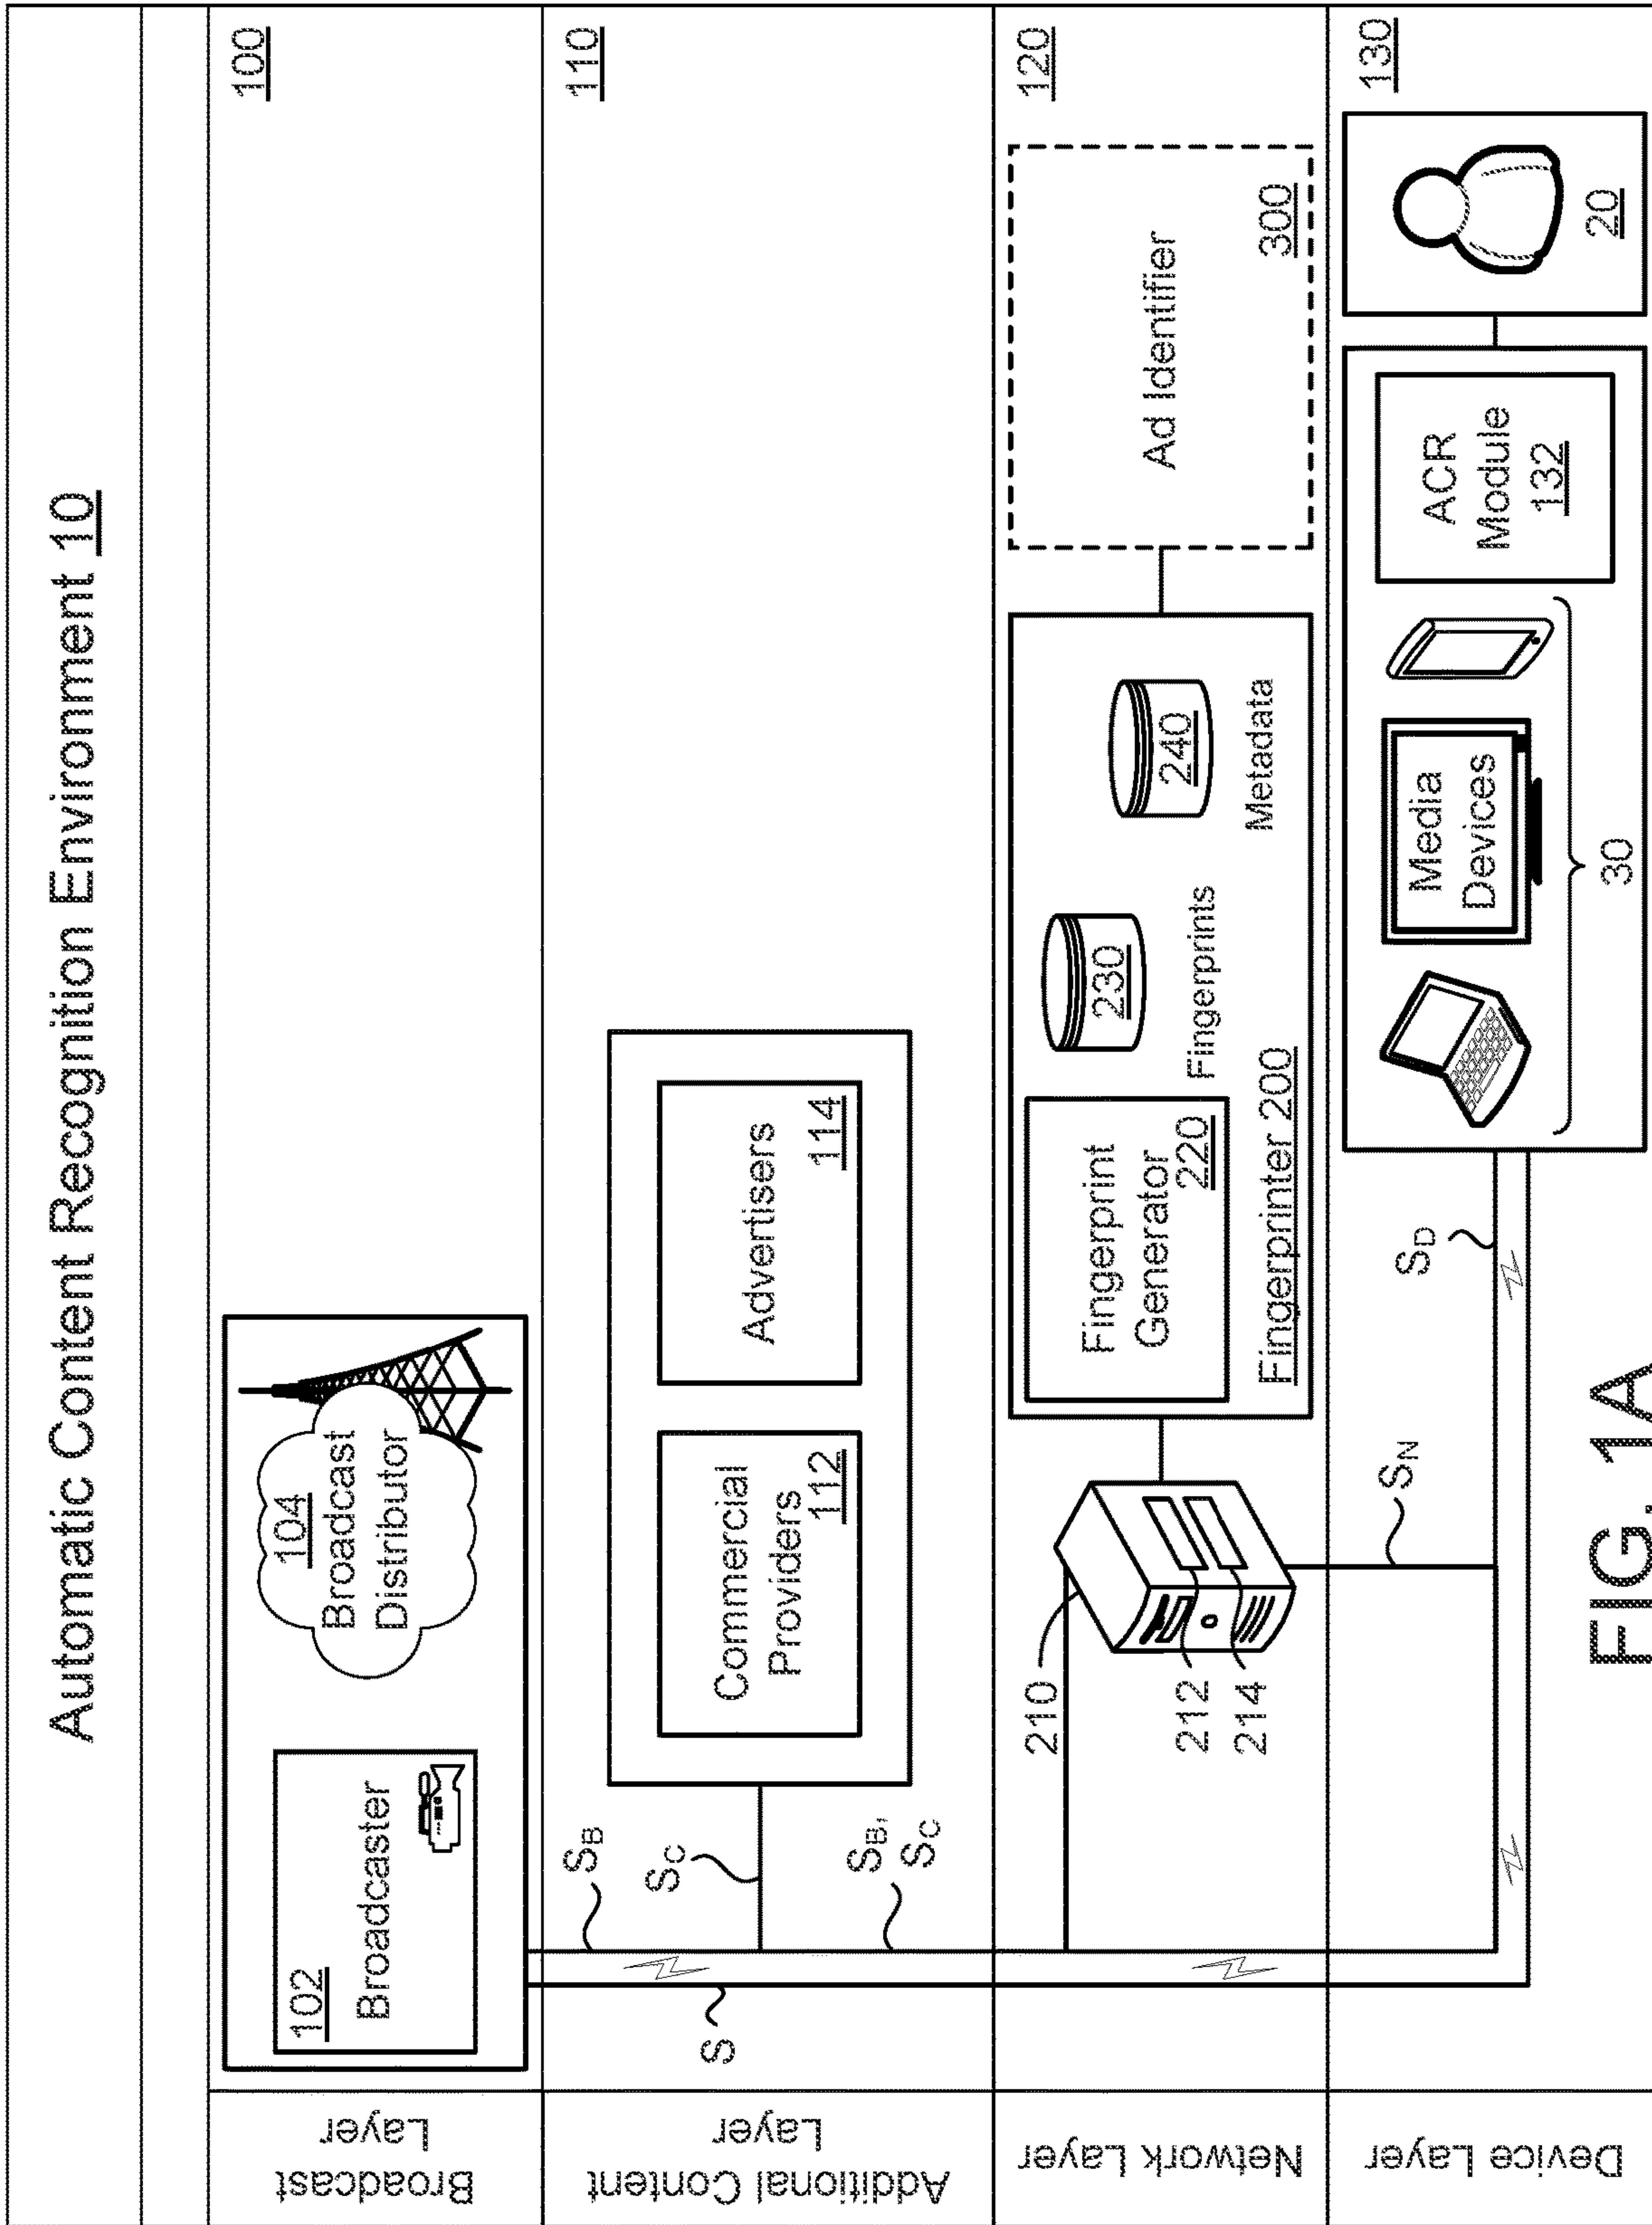 Automatic Content Recognition Environment 10
Broadcast
Layer
100
102
Broadcaster
104
Broadcast
Distributor
Additional Content
Layer
110
S
SB
SC
SB,
SC
Commercial
Providers
112
Advertisers
114
Network Layer
120
210
212
214
Fingerprint
Generator
220
Fingerprinter 200
230
Fingerprints
240
Metadata
Ad Identifier
300
Device Layer
130
SN
SD
Media
Devices
30
ACR
Module
132
20
FIG. 1A